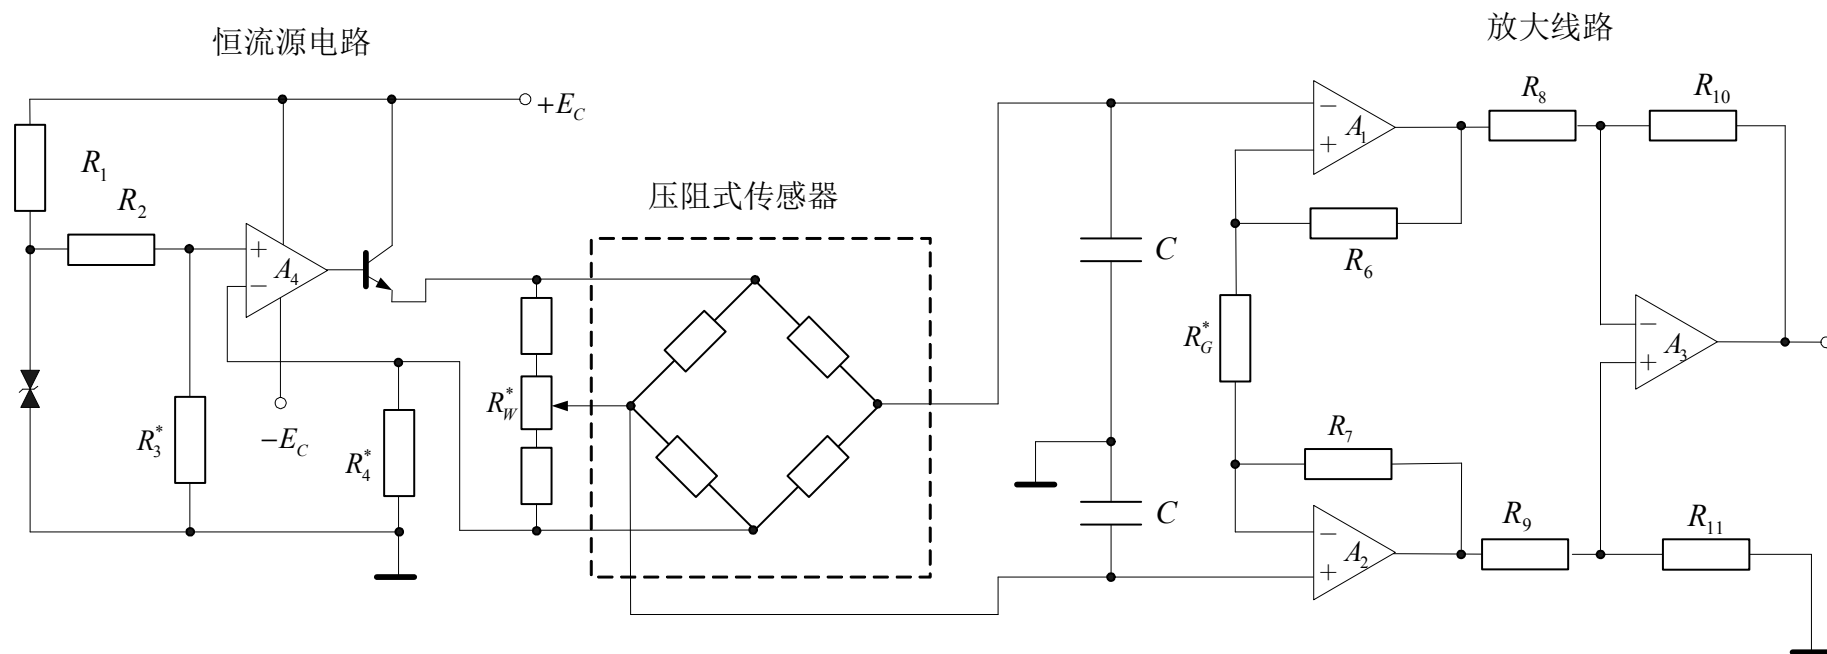 恒流源电路
放大线路
+E_C
R_1
R_2
+
−
A_4
−E_C
R_3^*
R_4^*
压阻式传感器
R_W^*
C
C
−
+
A_1
R_6
R_G^*
R_7
−
+
A_2
R_8
R_10
−
+
A_3
R_9
R_11